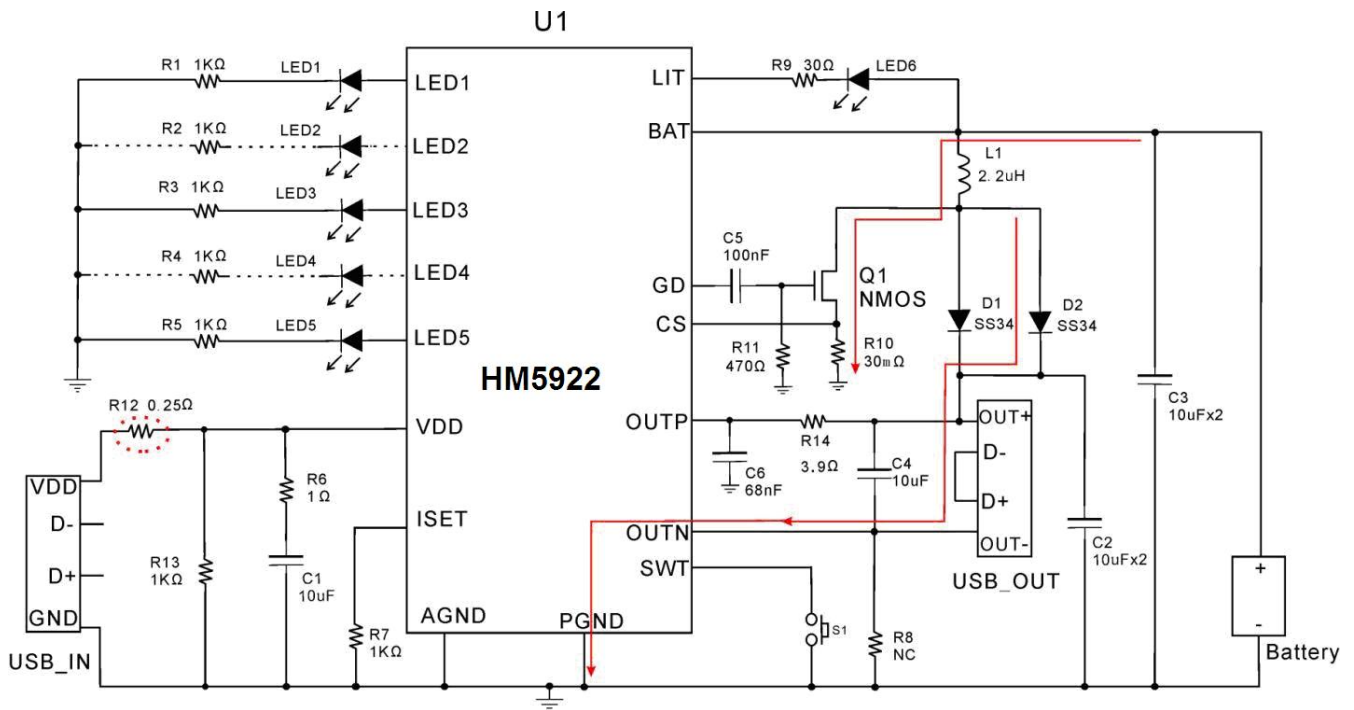 U1
R1 1KΩ LED1
LED1
R2 1KΩ LED2
LED2
R3 1KΩ LED3
LED3
R4 1KΩ LED4
LED4
R5 1KΩ LED5
LED5
HM5922
LIT
R9 30Ω LED6
BAT
L1
2.2uH
C5
100nF
GD
Q1
NMOS
CS
R11
470Ω
R10
30mΩ
D1
SS34
D2
SS34
C3
10uFx2
R12 0.25Ω
VDD
OUTP
R14
3.9Ω
C6
68nF
C4
10uF
OUT+
D-
D+
OUT-
USB_OUT
C2
10uFx2
VDD
D-
D+
GND
USB_IN
R6
1Ω
R13
1KΩ
C1
10uF
ISET
R7
1KΩ
AGND
PGND
OUTN
SWT
S1
R8
NC
+
-
Battery